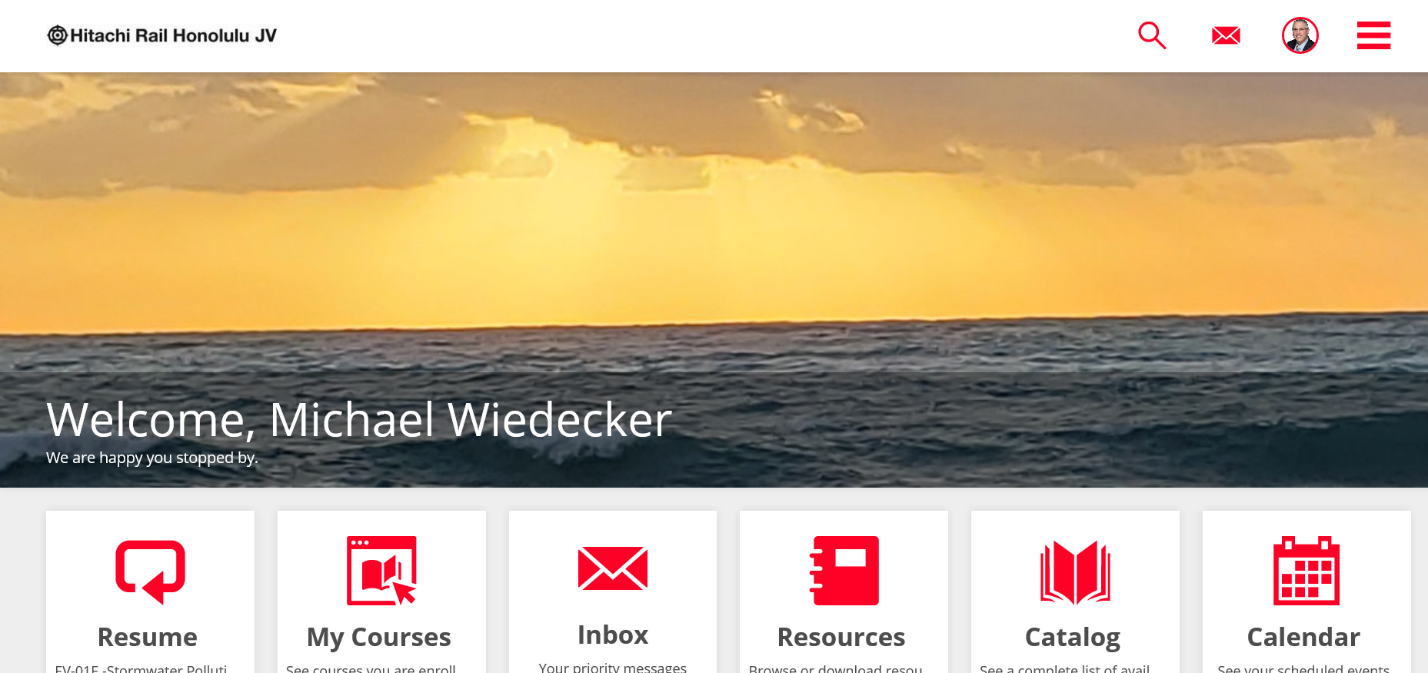 Hitachi Rail Honolulu JV
Welcome, Michael Wiedecker
We are happy you stopped by.
Resume
My Courses
Inbox
Resources
Catalog
Calendar
EV-01F -Stormwater Polluti
See courses you are enroll
Your priority messages
Browse or download resou
See a complete list of avail
See your scheduled events